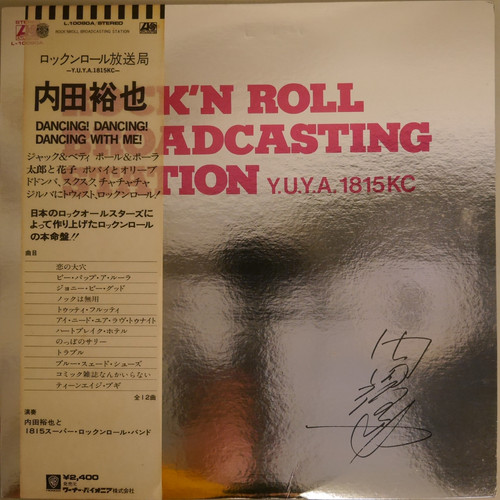 L-10080A/STEREO
ROCK'N ROLL BROADCASTING STATION
ロックンロール放送局
—Y.U.Y.A.1815KC—
内田裕也
DANCING! DANCING!
DANCING WITH ME!
ジャック&ベティ ポール&ポーラ
太郎と花子 ポパイとオリーブ
ドドンパ、スクスク、チャチャチャ
ジルバにトウィスト、ロックンロール!
日本のロックオールスターズに
よって作り上げたロックンロール
の本命盤!!
曲目
恋の大穴
ビー・バップ・ア・ルーラ
ジョニー・ビー・グッド
ノックは無用
トゥッティ・フルッティ
アイ・ニード・ユア・ラヴ・トゥナイト
ハートブレイク・ホテル
のっぽのサリー
トラブル
ブルー・スェード・シューズ
コミック雑誌なんかいらない
ティーンエイジ・ブギ
全12曲
演奏
内田裕也と
1815スーパー・ロックンロール・バンド
¥2,400
発売元
ワーナー・パイオニア株式会社
OCK'N ROLL
OADCASTING
TION Y.U.Y.A.1815KC
内田裕也